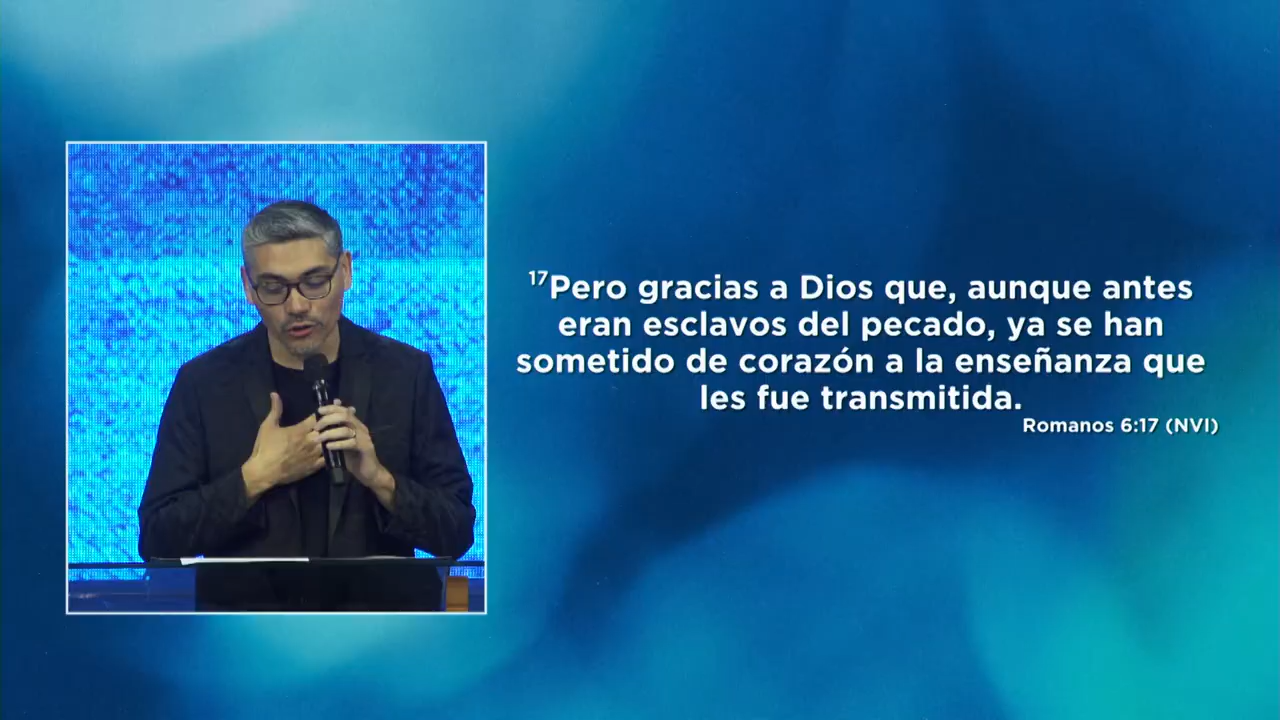 ¹⁷Pero gracias a Dios que, aunque antes
eran esclavos del pecado, ya se han
sometido de corazón a la enseñanza que
les fue transmitida.
Romanos 6:17 (NVI)